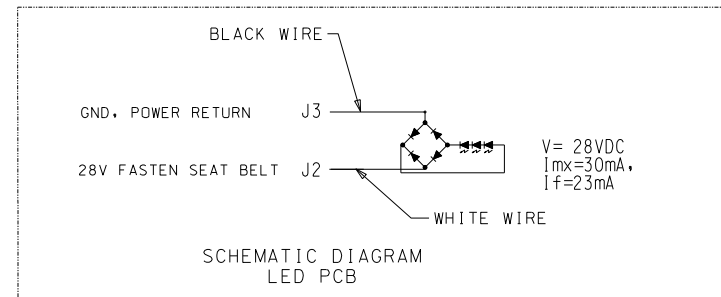 BLACK WIRE
GND, POWER RETURN J3
28V FASTEN SEAT BELT J2
V= 28VDC
Imx=30mA,
If=23mA
WHITE WIRE
SCHEMATIC DIAGRAM
LED PCB